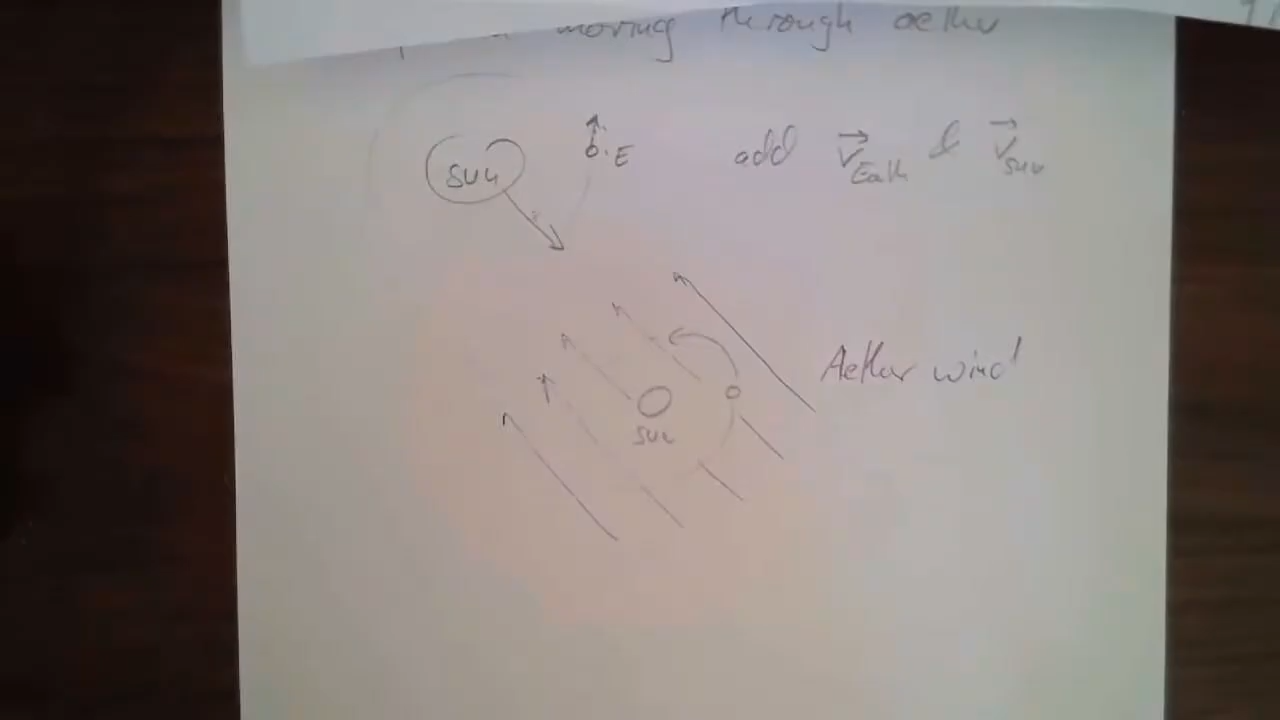 moving through aether
sun E add v⃗Earth & v⃗sun
Aether wind
sun